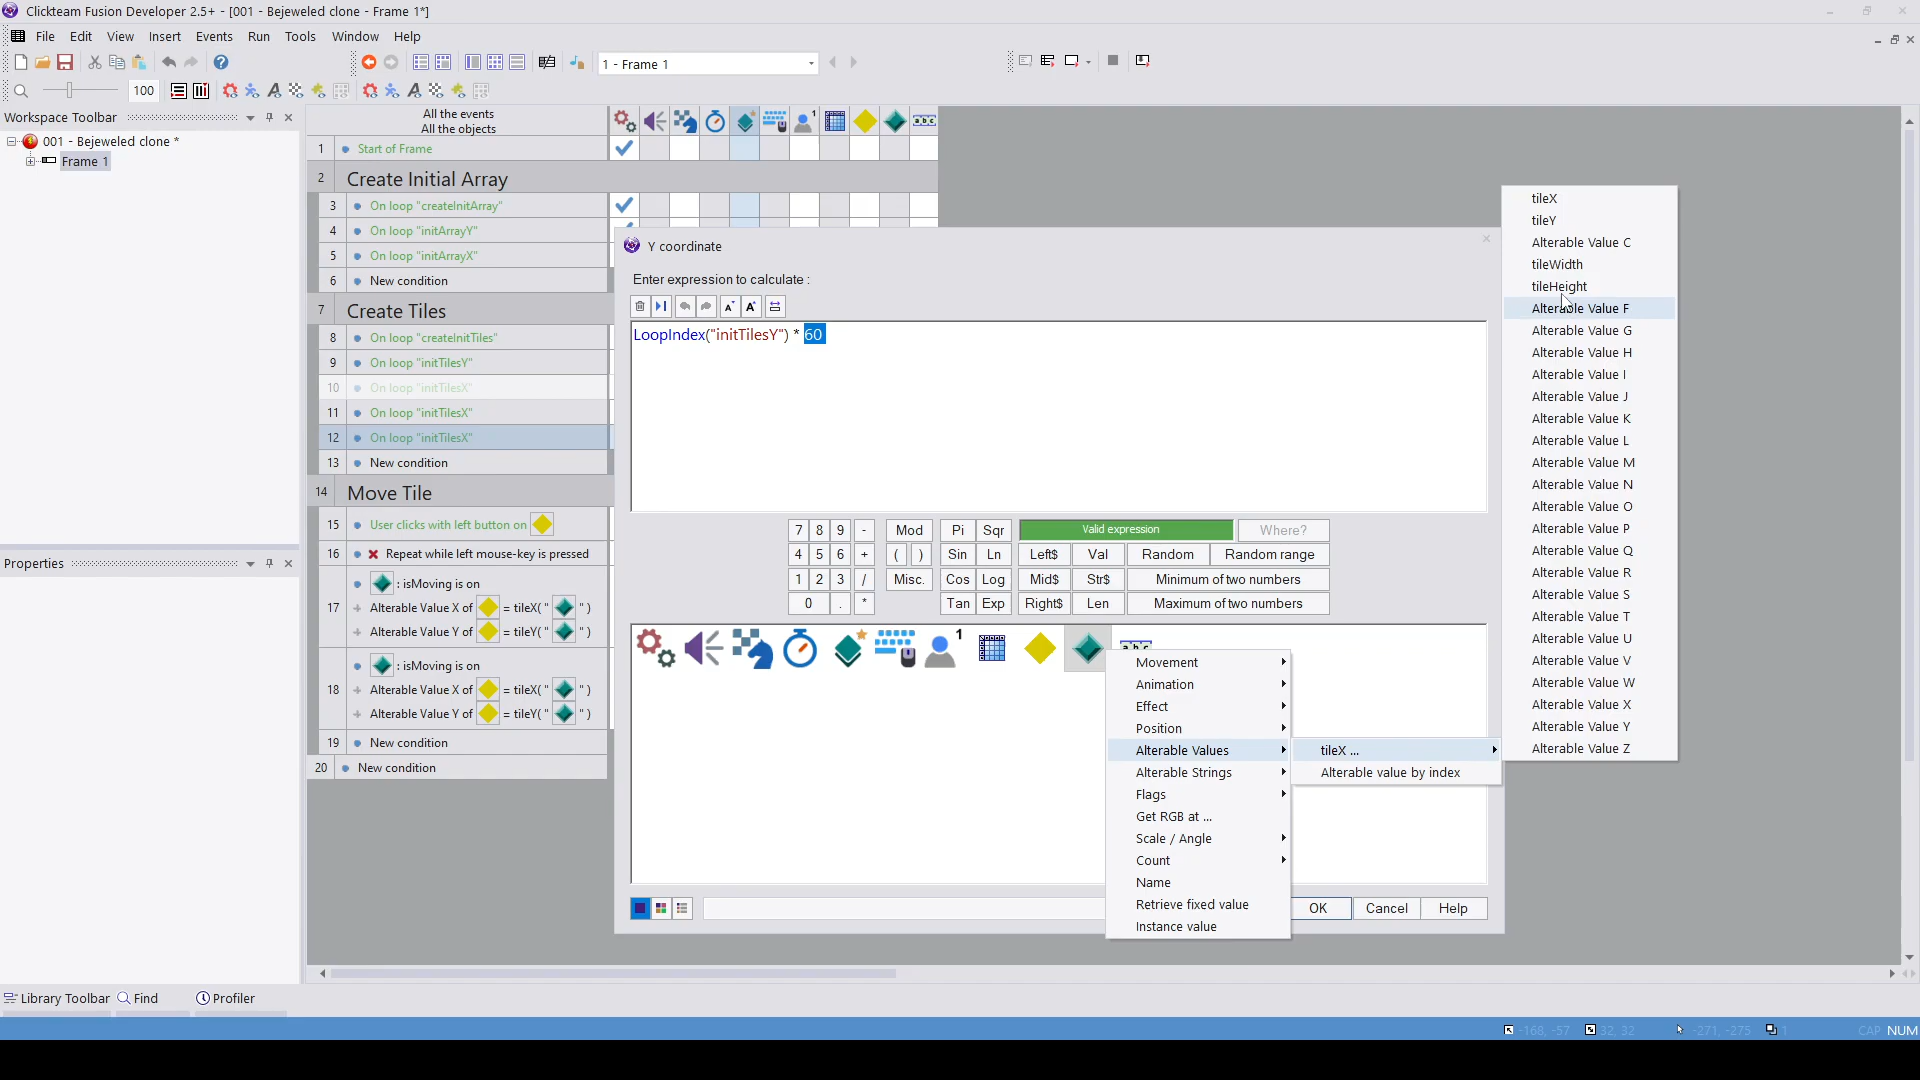 Clickteam Fusion Developer 2.5+ - [001 - Bejeweled clone - Frame 1*]
File Edit View Insert Events Run Tools Window Help
1 - Frame 1
100
Workspace Toolbar
001 - Bejeweled clone *
Frame 1
Properties
All the events
All the objects
1 Start of Frame
2 Create Initial Array
3 On loop "createInitArray"
4 On loop "initArrayY"
5 On loop "initArrayX"
6 New condition
7 Create Tiles
8 On loop "createInitTiles"
9 On loop "initTilesY"
10 On loop "initTilesX"
11 On loop "initTilesX"
12 On loop "initTilesX"
13 New condition
14 Move Tile
15 User clicks with left button on
16 Repeat while left mouse-key is pressed
17
: isMoving is on
Alterable Value X of = tileX( " " )
Alterable Value Y of = tileY( " " )
18
: isMoving is on
Alterable Value X of = tileX( " " )
Alterable Value Y of = tileY( " " )
19 New condition
20 New condition
Y coordinate
Enter expression to calculate :
LoopIndex("initTilesY") * 60
7 8 9 - Mod Pi Sqr Valid expression Where?
4 5 6 + ( ) Sin Ln Left$ Val Random Random range
1 2 3 / Misc. Cos Log Mid$ Str$ Minimum of two numbers
0 . * Tan Exp Right$ Len Maximum of two numbers
Movement
Animation
Effect
Position
Alterable Values
Alterable Strings
Flags
Get RGB at ...
Scale / Angle
Count
Name
Retrieve fixed value
Instance value
tileX ...
Alterable value by index
tileX
tileY
Alterable Value C
tileWidth
tileHeight
Alterable Value F
Alterable Value G
Alterable Value H
Alterable Value I
Alterable Value J
Alterable Value K
Alterable Value L
Alterable Value M
Alterable Value N
Alterable Value O
Alterable Value P
Alterable Value Q
Alterable Value R
Alterable Value S
Alterable Value T
Alterable Value U
Alterable Value V
Alterable Value W
Alterable Value X
Alterable Value Y
Alterable Value Z
OK Cancel Help
Library Toolbar Find Profiler
-168, -57 32, 32 -271, -275 1 CAP NUM